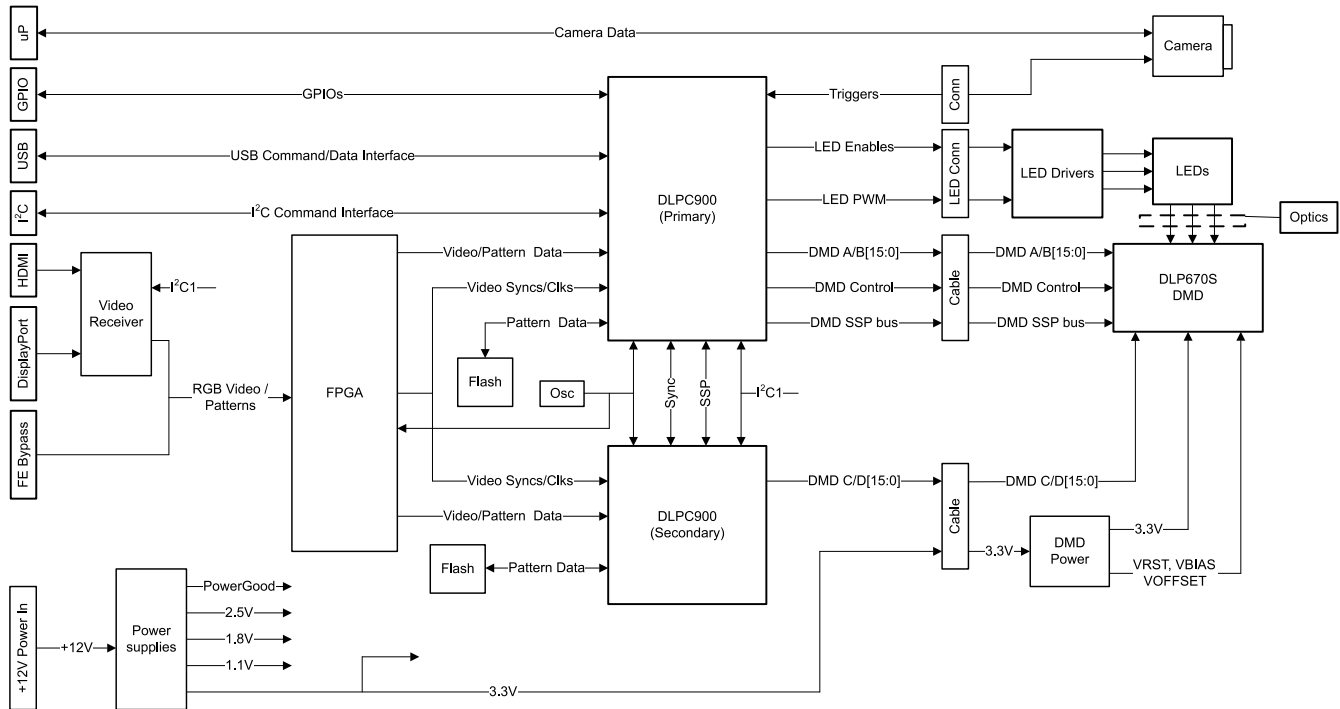 uP
Camera Data
Camera
GPIO
GPIOs
Triggers
Conn
USB
USB Command/Data Interface
LED Enables
LED Conn
LED Drivers
LEDs
DLPC900
(Primary)
I²C
I²C Command Interface
LED PWM
Optics
HDMI
Video/Pattern Data
DMD A/B[15:0]
Cable
DMD A/B[15:0]
I²C1
Video
Receiver
Video Syncs/Clks
DMD Control
DMD Control
DLP670S
DMD
DisplayPort
Pattern Data
DMD SSP bus
DMD SSP bus
Flash
RGB Video /
Patterns
FPGA
Osc
Sync
SSP
I²C1
FE Bypass
Video Syncs/Clks
DMD C/D[15:0]
Cable
DMD C/D[15:0]
Video/Pattern Data
DLPC900
(Secondary)
3.3V
DMD
Power
3.3V
Flash
Pattern Data
VRST, VBIAS
VOFFSET
+12V Power In
+12V
Power
supplies
PowerGood
2.5V
1.8V
1.1V
3.3V